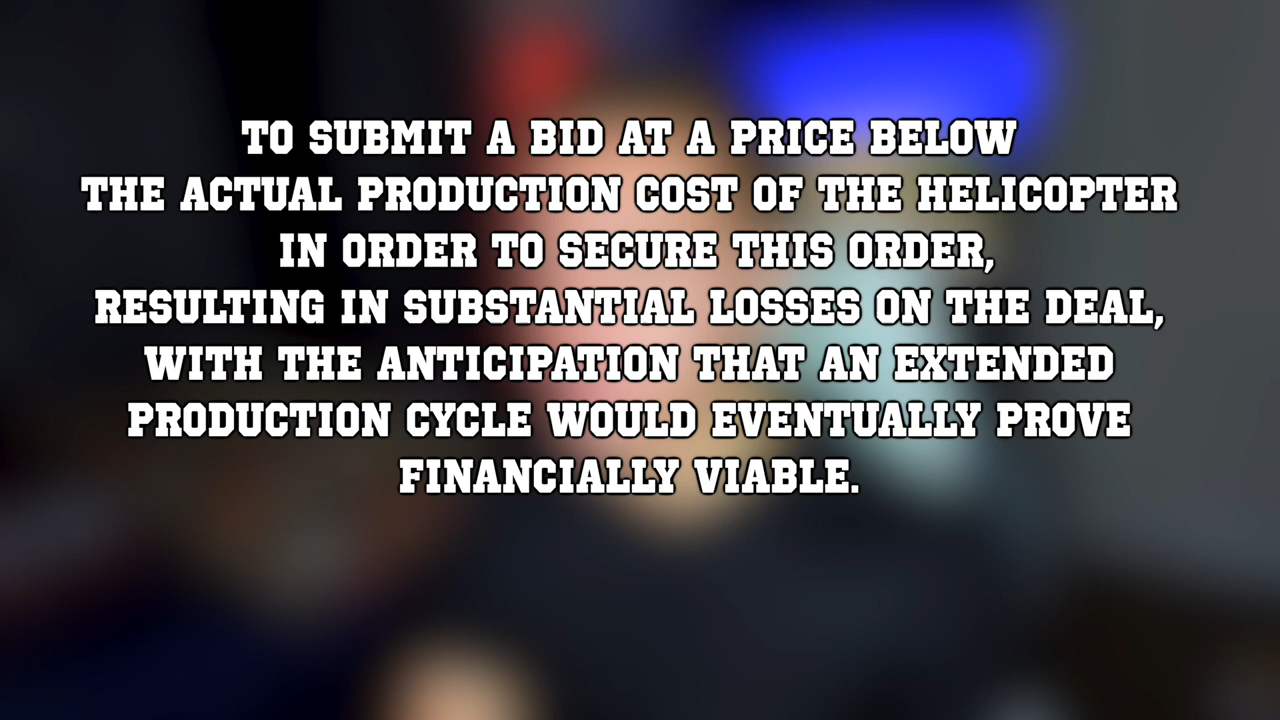 TO SUBMIT A BID AT A PRICE BELOW
THE ACTUAL PRODUCTION COST OF THE HELICOPTER
IN ORDER TO SECURE THIS ORDER,
RESULTING IN SUBSTANTIAL LOSSES ON THE DEAL,
WITH THE ANTICIPATION THAT AN EXTENDED
PRODUCTION CYCLE WOULD EVENTUALLY PROVE
FINANCIALLY VIABLE.